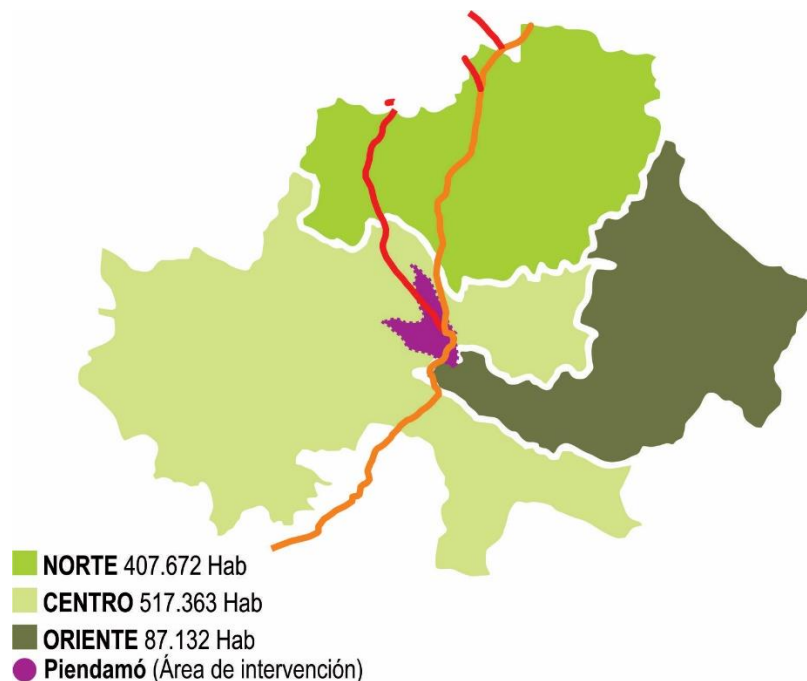 NORTE 407.672 Hab
CENTRO 517.363 Hab
ORIENTE 87.132 Hab
Piendamó (Área de intervención)